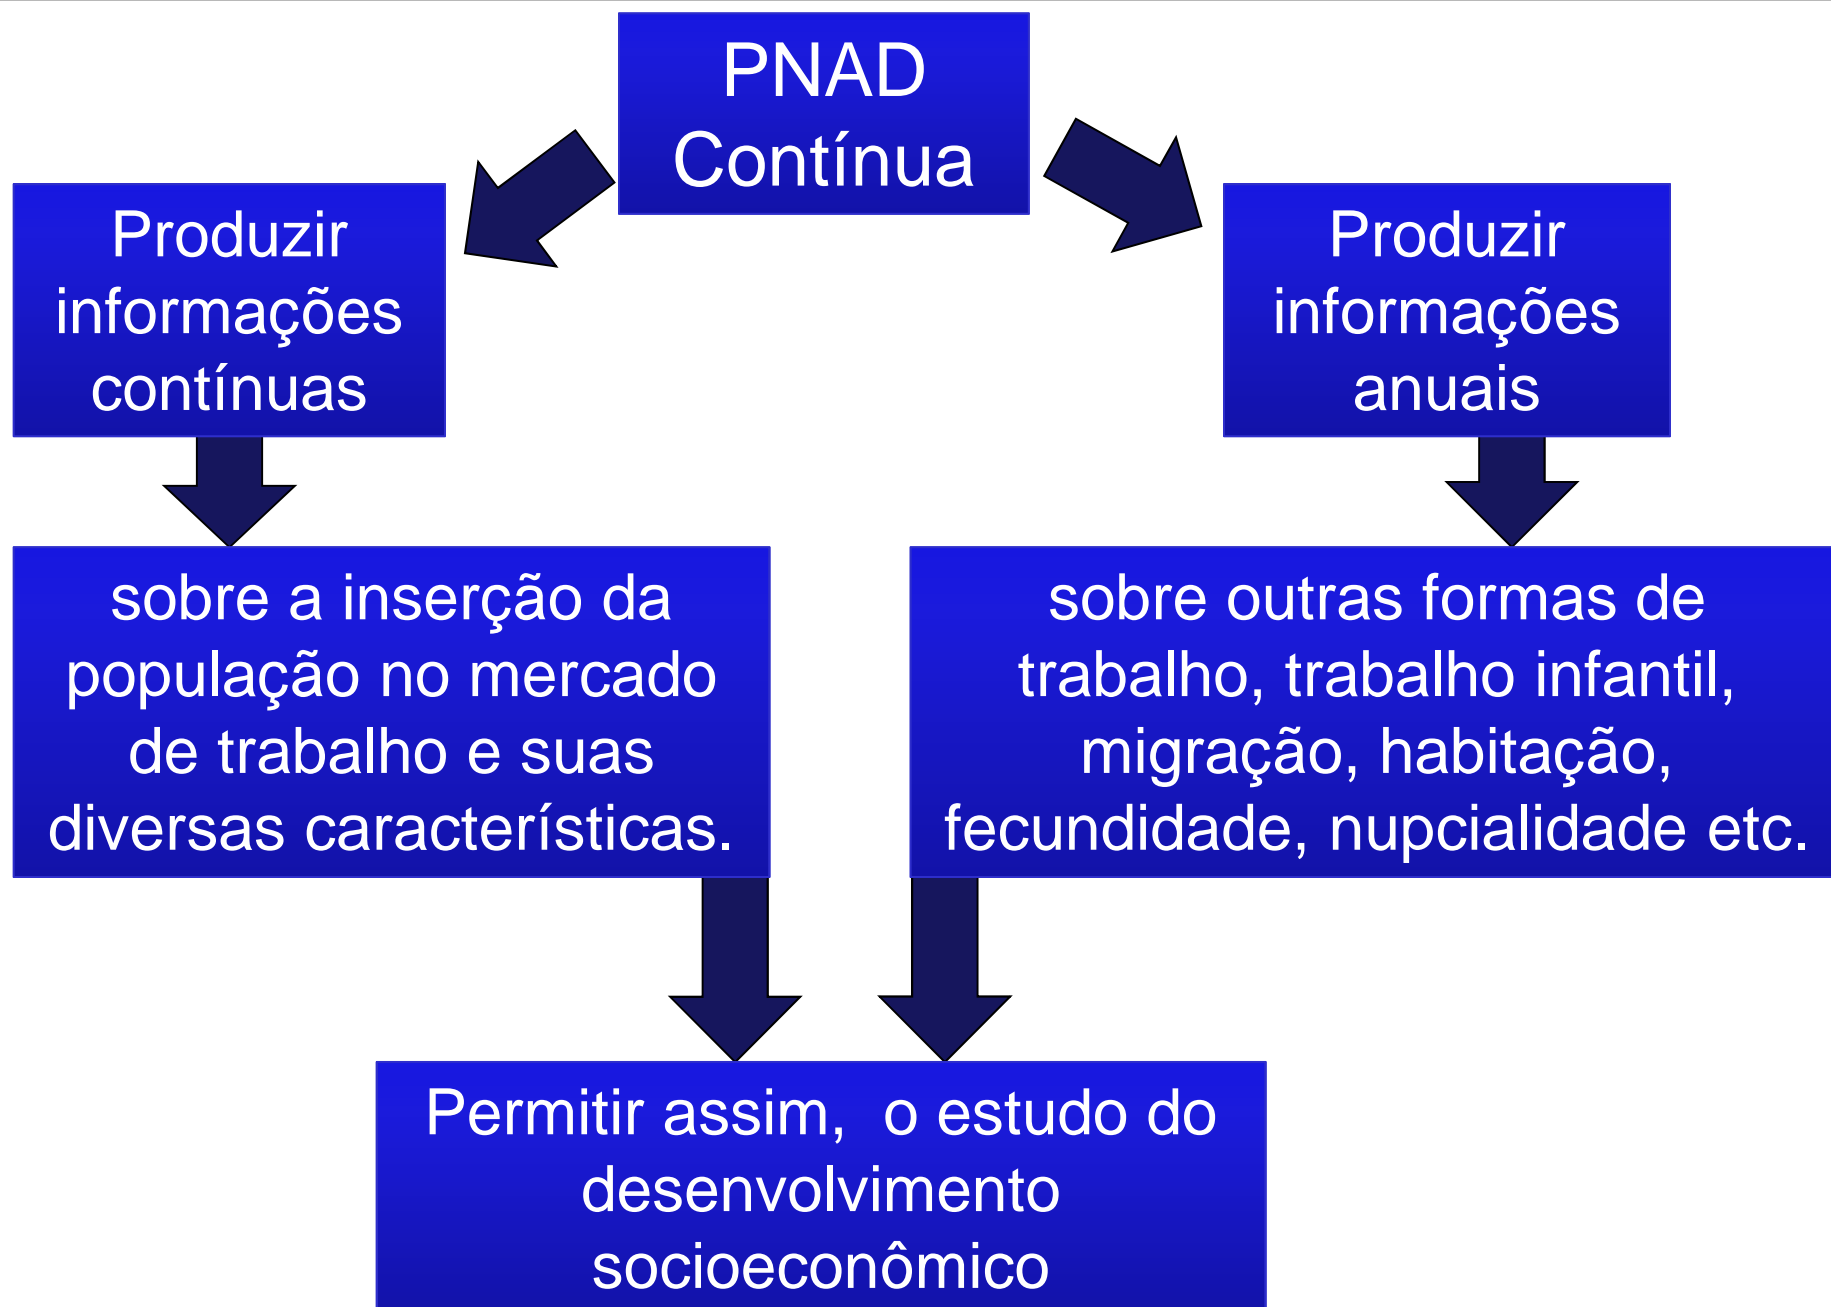 PNAD
Contínua
Produzir
informações
contínuas
Produzir
informações
anuais
sobre a inserção da
população no mercado
de trabalho e suas
diversas características.
sobre outras formas de
trabalho, trabalho infantil,
migração, habitação,
fecundidade, nupcialidade etc.
Permitir assim,  o estudo do
desenvolvimento
socioeconômico